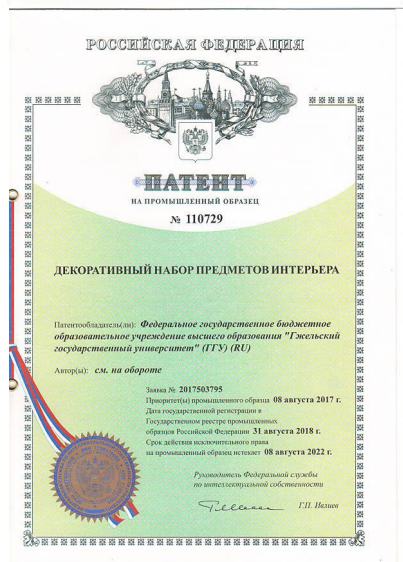 РОССИЙСКАЯ ФЕДЕРАЦИЯ
ПАТЕНТ
НА ПРОМЫШЛЕННЫЙ ОБРАЗЕЦ
№ 110729
ДЕКОРАТИВНЫЙ НАБОР ПРЕДМЕТОВ ИНТЕРЬЕРА
Патентообладатель(ли): Федеральное государственное бюджетное
образовательное учреждение высшего образования "Гжельский
государственный университет" (ГГУ) (RU)
Автор(ы): см. на обороте
Заявка № 2017503795
Приоритет(ы) промышленного образца 08 августа 2017 г.
Дата государственной регистрации в
Государственном реестре промышленных
образцов Российской Федерации 31 августа 2018 г.
Срок действия исключительного права
на промышленный образец истекает 08 августа 2022 г.
Руководитель Федеральной службы
по интеллектуальной собственности
Г.П. Ивлиев